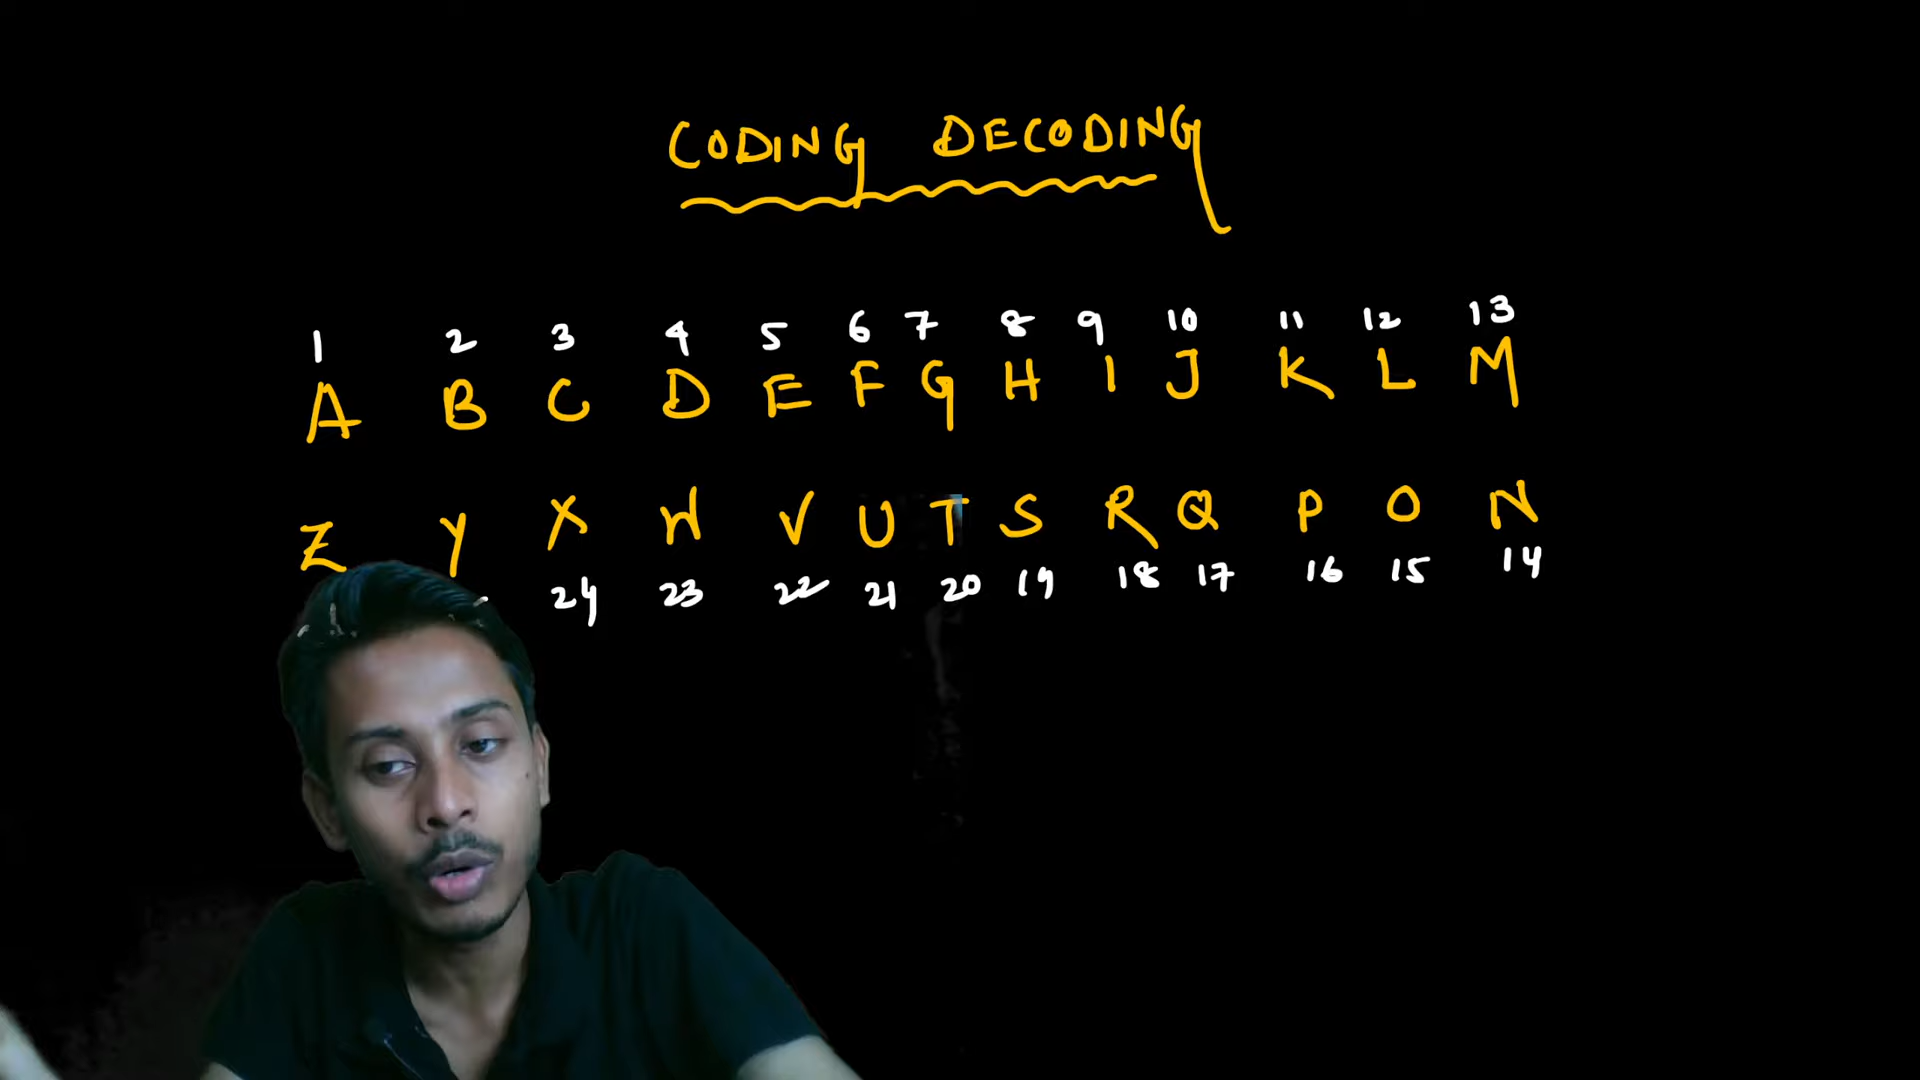 CODING DECODING
1 2 3 4 5 6 7 8 9 10 11 12 13
A B C D E F G H I J K L M
Z Y X W V U T S R Q P O N
24 23 22 21 20 19 18 17 16 15 14